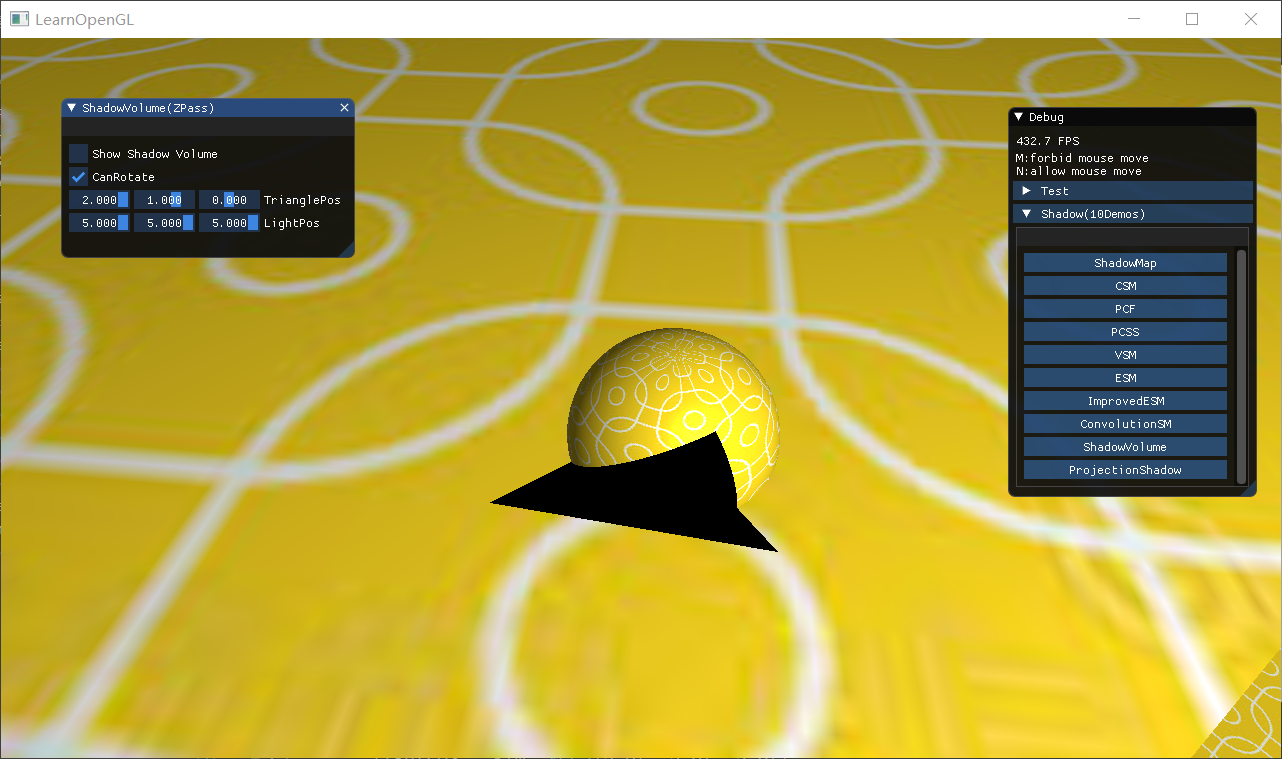 LearnOpenGL
ShadowVolume(ZPass)
Show Shadow Volume
CanRotate
2.000 1.000 0.000 TrianglePos
5.000 5.000 5.000 LightPos
Debug
432.7 FPS
M:forbid mouse move
N:allow mouse move
Test
Shadow(10Demos)
ShadowMap
CSM
PCF
PCSS
VSM
ESM
ImprovedESM
ConvolutionSM
ShadowVolume
ProjectionShadow